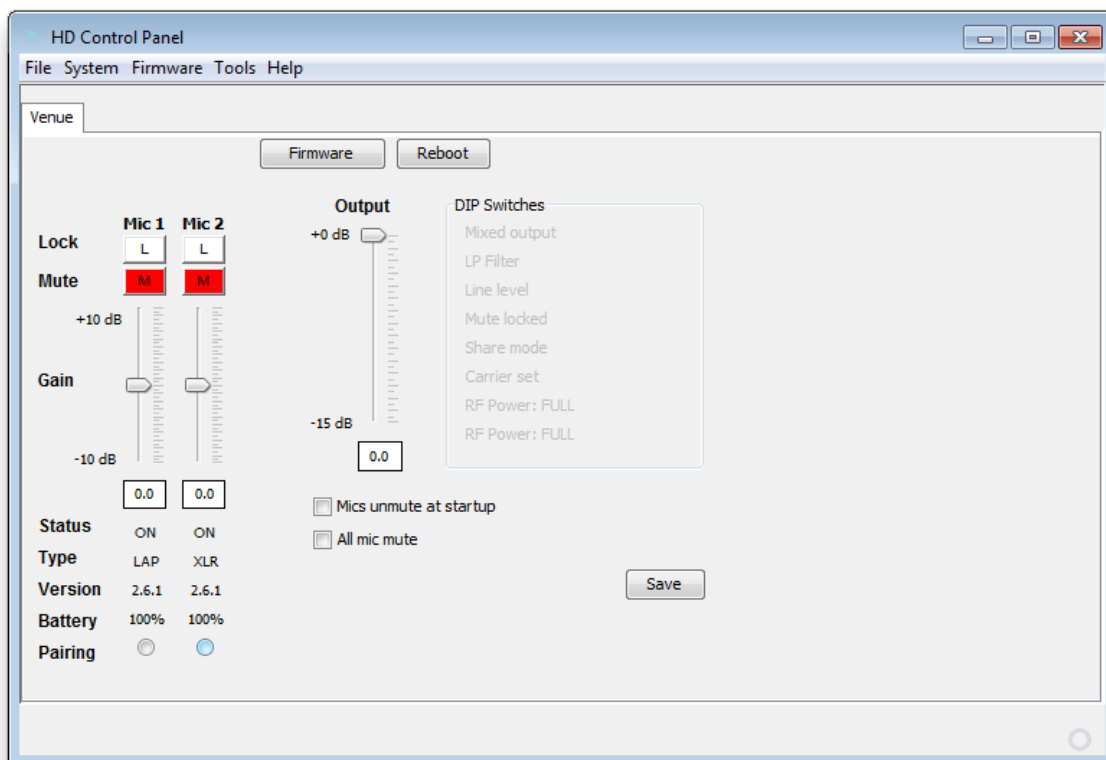 HD Control Panel
File System Firmware Tools Help
Venue
Firmware Reboot
Mic 1 Mic 2
Lock L L
Mute M M
+10 dB
Gain
-10 dB
0.0 0.0
Status ON ON
Type LAP XLR
Version 2.6.1 2.6.1
Battery 100% 100%
Pairing
Output
+0 dB
-15 dB
0.0
DIP Switches
Mixed output
LP Filter
Line level
Mute locked
Share mode
Carrier set
RF Power: FULL
RF Power: FULL
Mics unmute at startup
All mic mute
Save